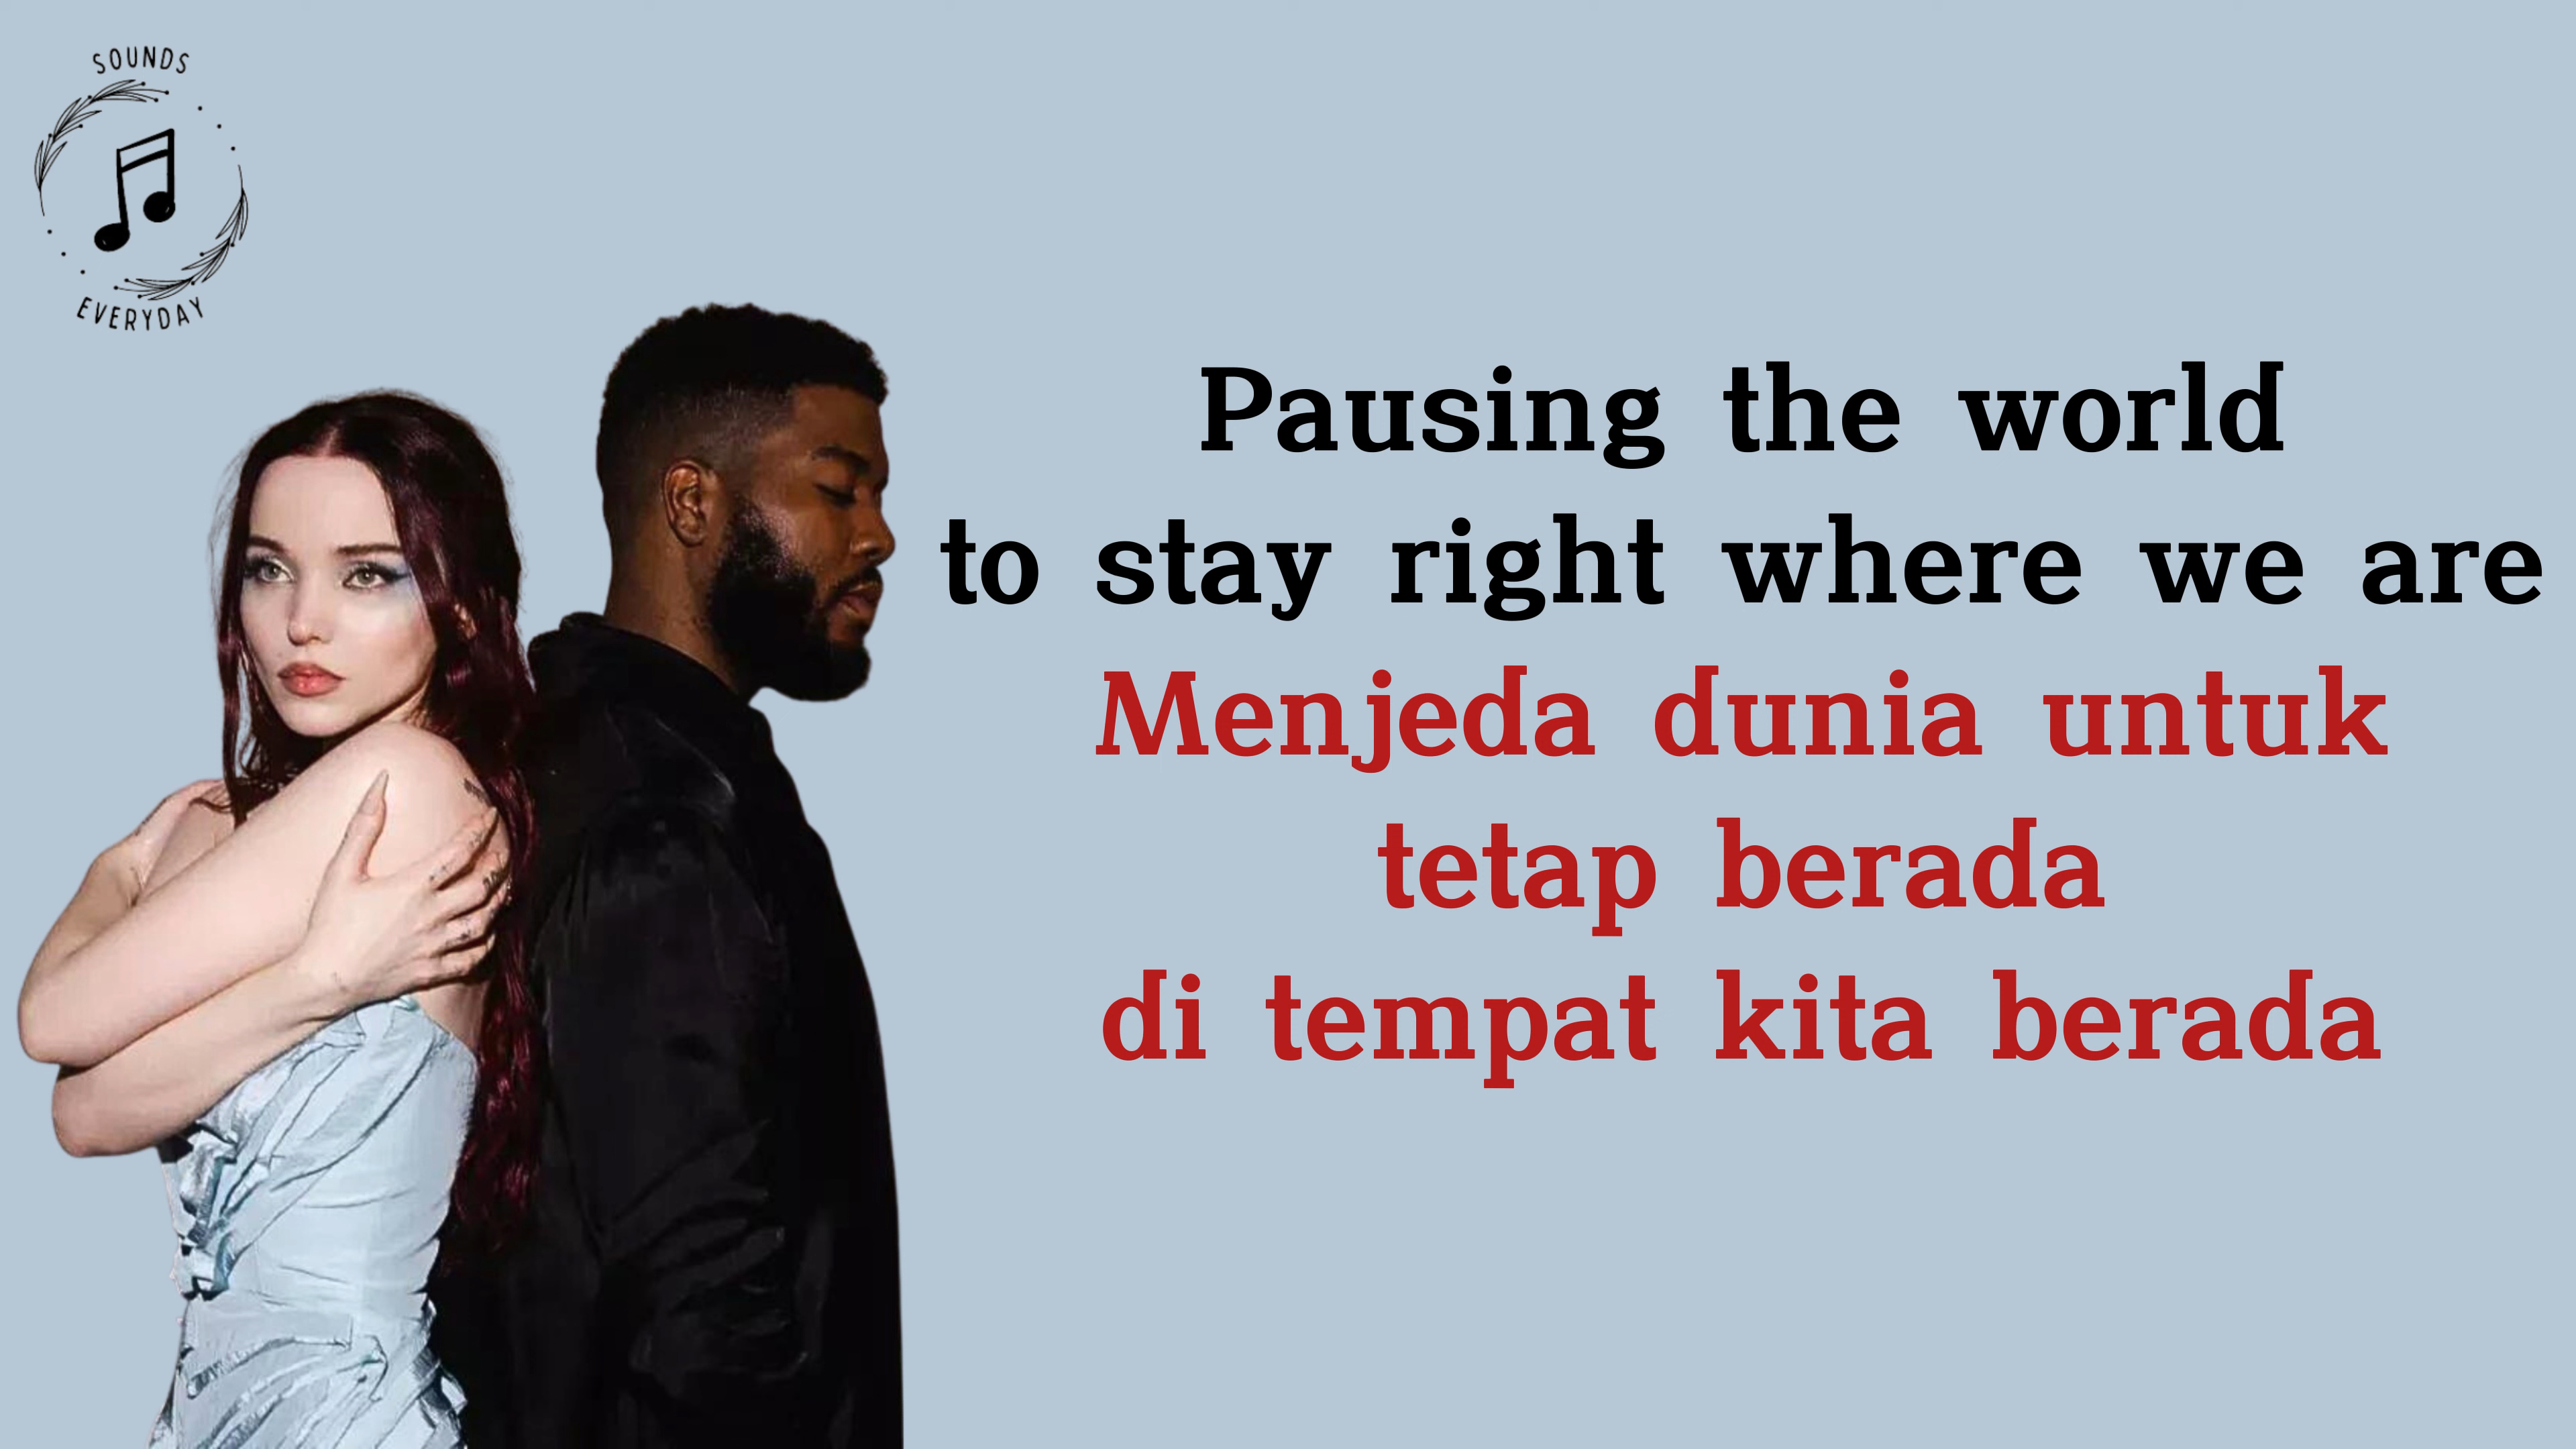 SOUNDS
EVERYDAY
Pausing the world
to stay right where we are
Menjeda dunia untuk
tetap berada
di tempat kita berada